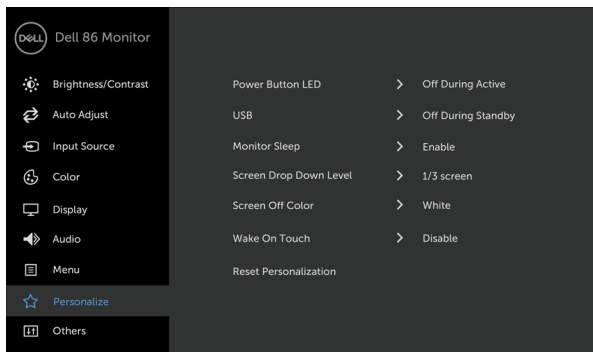 DELL Dell 86 Monitor
Brightness/Contrast
Auto Adjust
Input Source
Color
Display
Audio
Menu
Personalize
Others
Power Button LED > Off During Active
USB > Off During Standby
Monitor Sleep > Enable
Screen Drop Down Level > 1/3 screen
Screen Off Color > White
Wake On Touch > Disable
Reset Personalization